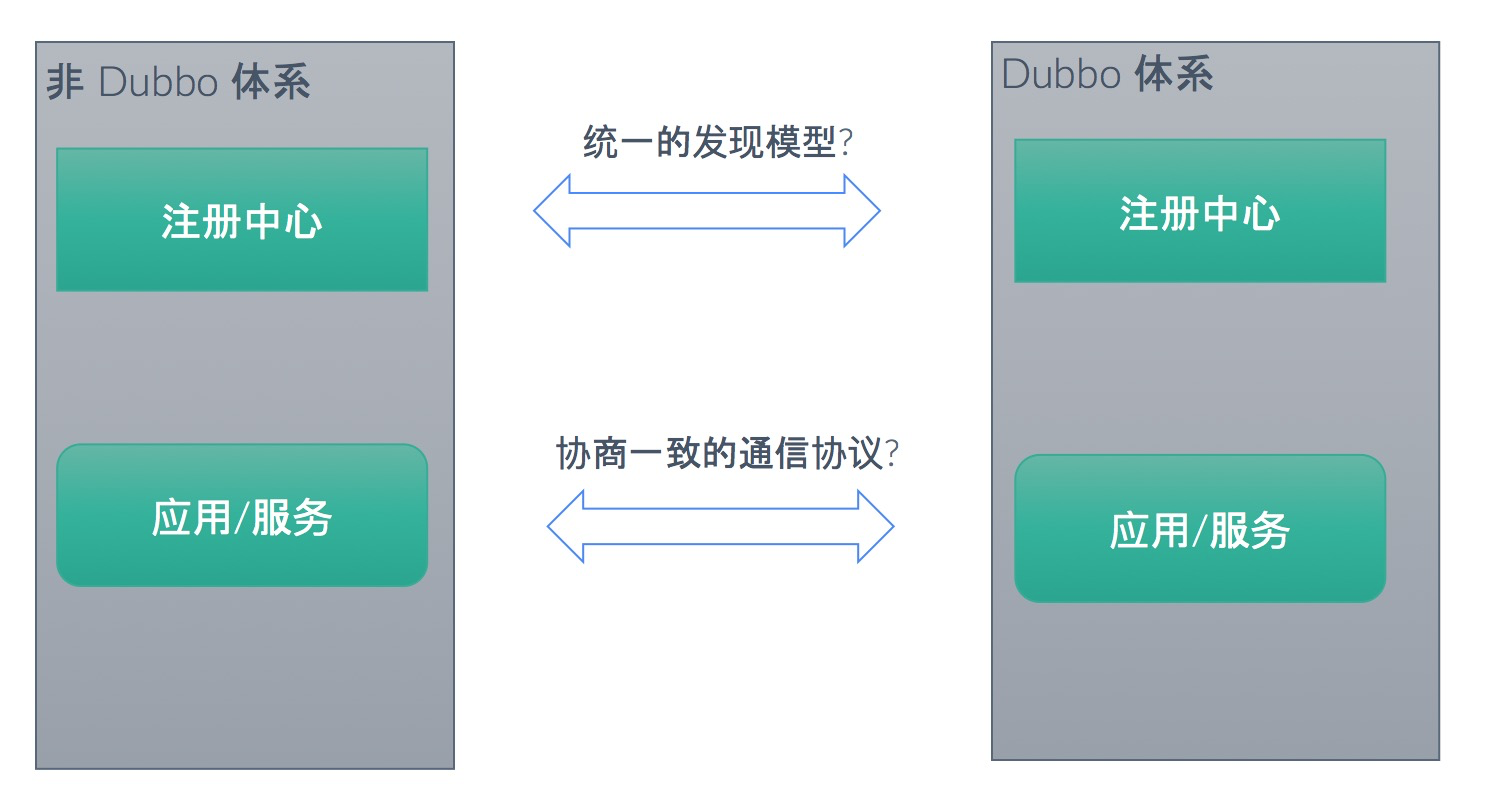 非 Dubbo 体系
注册中心
应用/服务
统一的发现模型?
协商一致的通信协议?
Dubbo 体系
注册中心
应用/服务